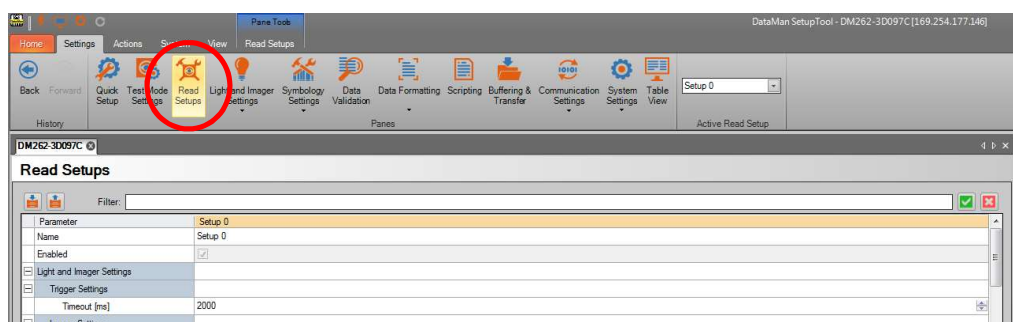 Pane Tools DataMan SetupTool - DM262-3D097C [169.254.177.146]
Home Settings Actions System View Read Setups
Back Forward Quick Setup Test Mode Settings Read Setups Light and Imager Settings Symbology Settings Data Validation Data Formatting Scripting Buffering & Transfer Communication Settings System Settings Table View Setup 0
History Panes Active Read Setup
DM262-3D097C
Read Setups
Filter:
Parameter Setup 0
Name Setup 0
Enabled
Light and Imager Settings
Trigger Settings
Timeout [ms] 2000